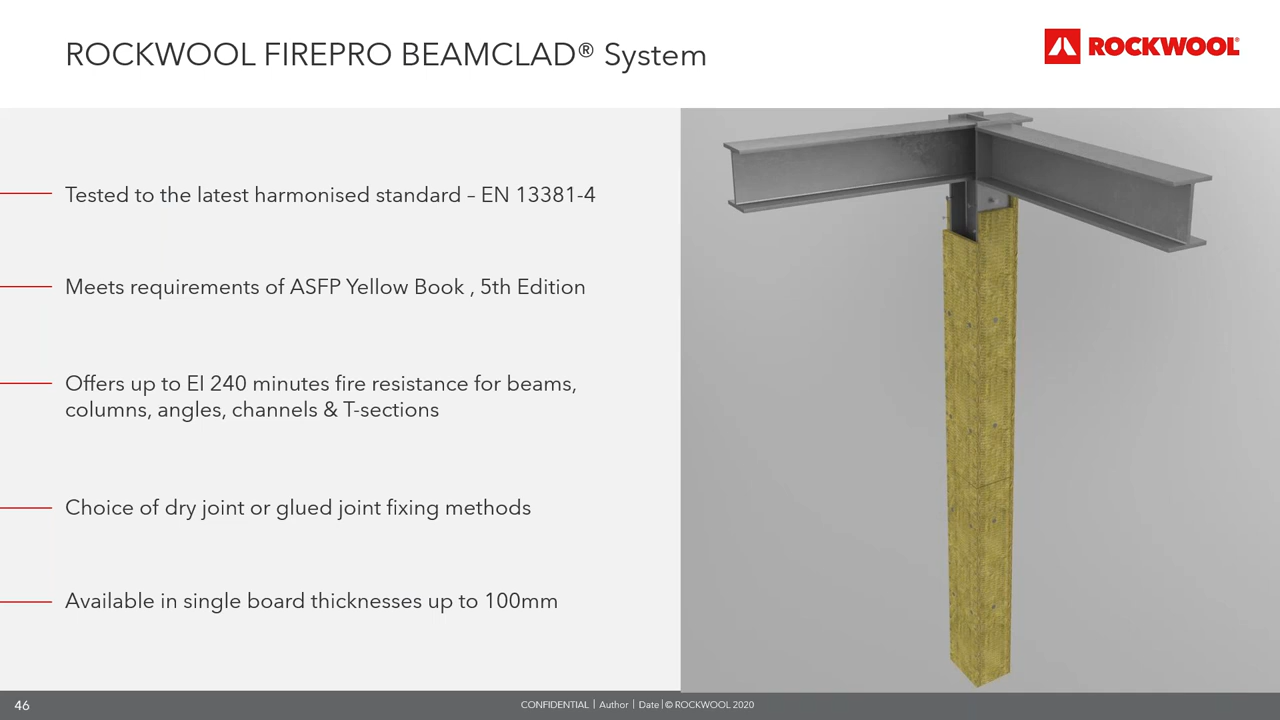 ROCKWOOL FIREPRO BEAMCLAD® System
ROCKWOOL®
Tested to the latest harmonised standard – EN 13381-4
Meets requirements of ASFP Yellow Book , 5th Edition
Offers up to EI 240 minutes fire resistance for beams,
columns, angles, channels & T-sections
Choice of dry joint or glued joint fixing methods
Available in single board thicknesses up to 100mm
46
CONFIDENTIAL | Author | Date | © ROCKWOOL 2020